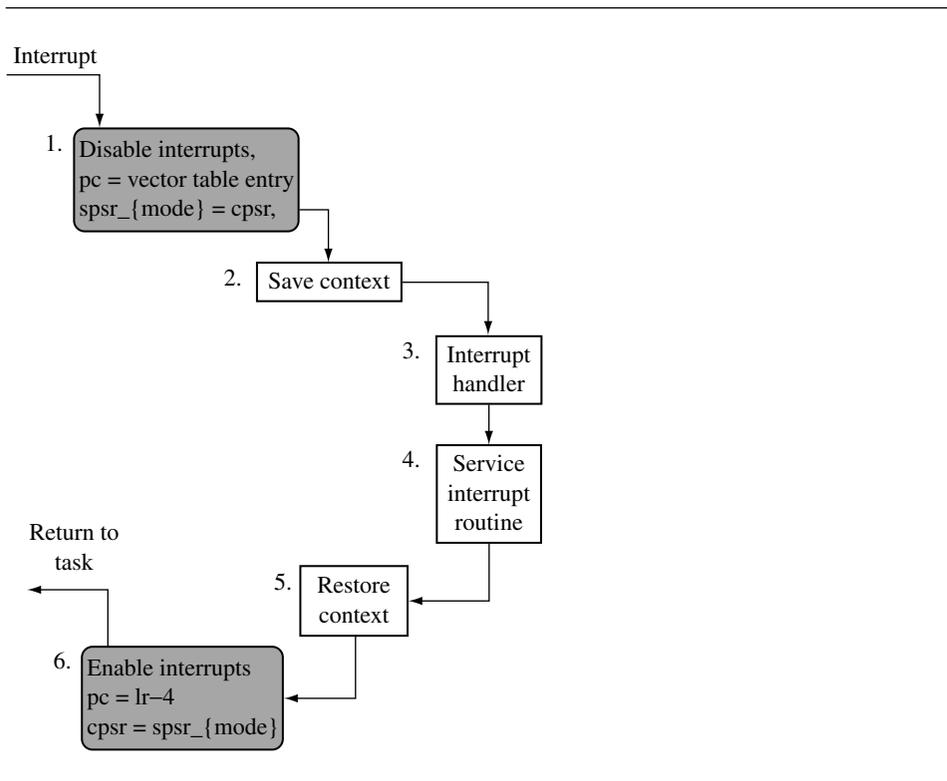 Interrupt
1.
Disable interrupts,
pc = vector table entry
spsr_{mode} = cpsr,
2.
Save context
3.
Interrupt
handler
4.
Service
interrupt
routine
5.
Restore
context
6.
Enable interrupts
pc = lr–4
cpsr = spsr_{mode}
Return to
task